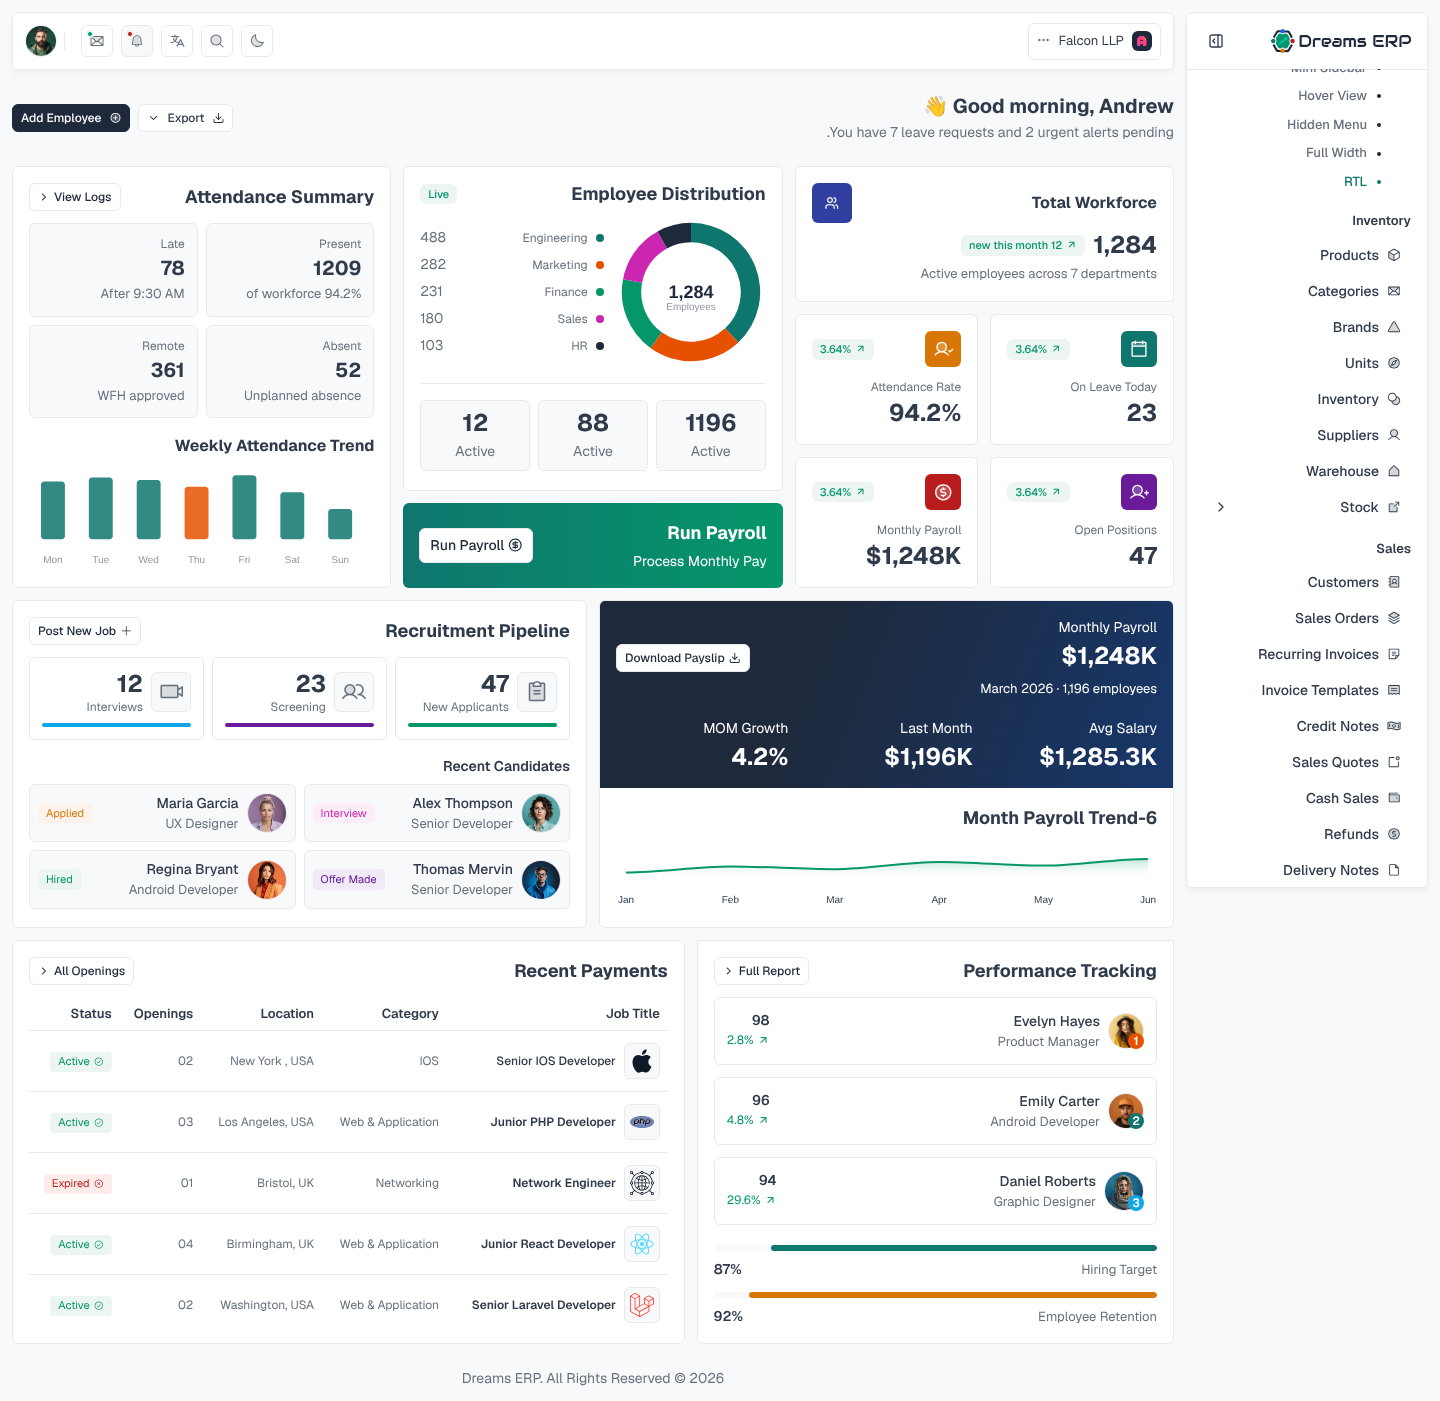 Dreams ERP
Falcon LLP
Mini Sidebar
Hover View
Hidden Menu
Full Width
RTL
Inventory
Products
Categories
Brands
Units
Inventory
Suppliers
Warehouse
Stock
Sales
Customers
Sales Orders
Recurring Invoices
Invoice Templates
Credit Notes
Sales Quotes
Cash Sales
Refunds
Delivery Notes
👋 Good morning, Andrew
.You have 7 leave requests and 2 urgent alerts pending
Export
Add Employee
Total Workforce
1,284
new this month 12
Active employees across 7 departments
3.64%
On Leave Today
23
3.64%
Attendance Rate
94.2%
3.64%
Open Positions
47
3.64%
Monthly Payroll
$1,248K
Employee Distribution
Live
1,284
Employees
Engineering 488
Marketing 282
Finance 231
Sales 180
HR 103
1196
Active
88
Active
12
Active
Run Payroll
Process Monthly Pay
Run Payroll
Attendance Summary
View Logs
Present
1209
of workforce 94.2%
Late
78
After 9:30 AM
Absent
52
Unplanned absence
Remote
361
WFH approved
Weekly Attendance Trend
Mon Tue Wed Thu Fri Sat Sun
Monthly Payroll
$1,248K
March 2026 · 1,196 employees
Download Payslip
Avg Salary
$1,285.3K
Last Month
$1,196K
MOM Growth
4.2%
Month Payroll Trend-6
Jan Feb Mar Apr May Jun
Recruitment Pipeline
Post New Job
47
New Applicants
23
Screening
12
Interviews
Recent Candidates
Alex Thompson
Senior Developer
Interview
Maria Garcia
UX Designer
Applied
Thomas Mervin
Senior Developer
Offer Made
Regina Bryant
Android Developer
Hired
Performance Tracking
Full Report
1
Evelyn Hayes
Product Manager
98
2.8%
2
Emily Carter
Android Developer
96
4.8%
3
Daniel Roberts
Graphic Designer
94
29.6%
Hiring Target
87%
Employee Retention
92%
Recent Payments
All Openings
Job Title Category Location Openings Status
Senior IOS Developer IOS New York , USA 02 Active
php Junior PHP Developer Web & Application Los Angeles, USA 03 Active
Network Engineer Networking Bristol, UK 01 Expired
Junior React Developer Web & Application Birmingham, UK 04 Active
Senior Laravel Developer Web & Application Washington, USA 02 Active
Dreams ERP. All Rights Reserved © 2026